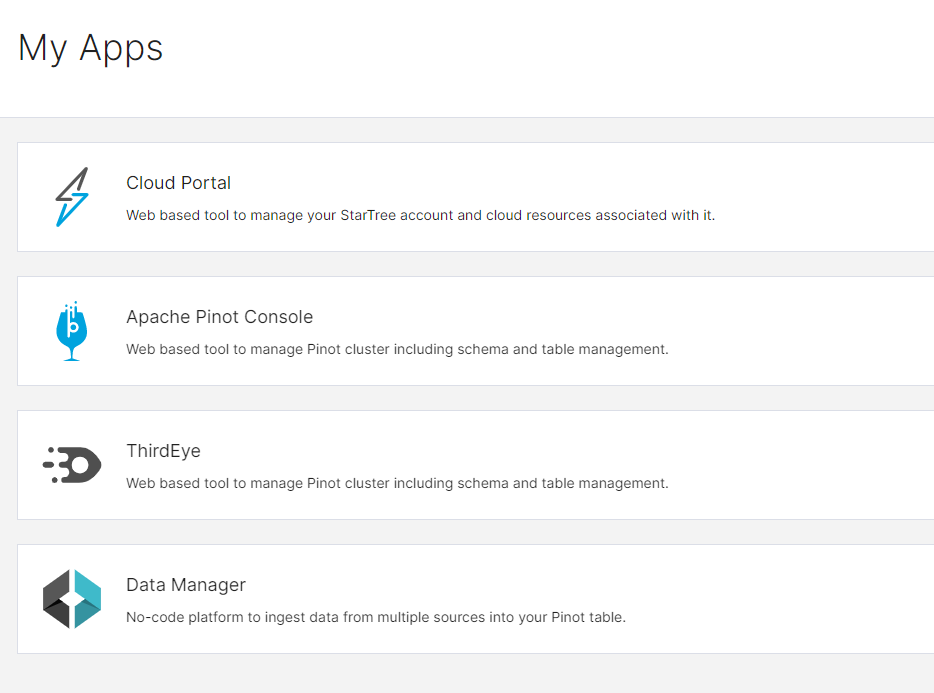 My Apps
Cloud Portal
Web based tool to manage your StarTree account and cloud resources associated with it.
Apache Pinot Console
Web based tool to manage Pinot cluster including schema and table management.
ThirdEye
Web based tool to manage Pinot cluster including schema and table management.
Data Manager
No-code platform to ingest data from multiple sources into your Pinot table.